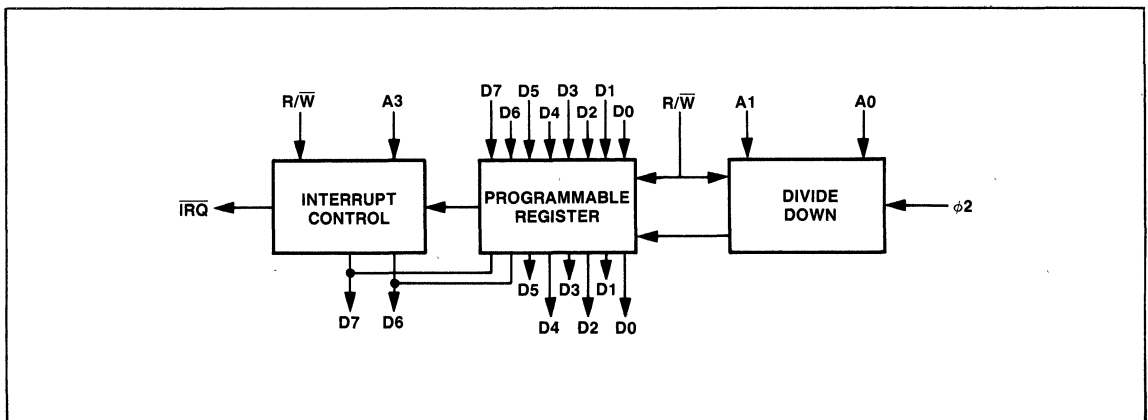 D7 D5 D3 D1
R/W̅ A3 D6 D4 D2 D0 R/W̅ A1 A0
INTERRUPT CONTROL
PROGRAMMABLE REGISTER
DIVIDE DOWN
I̅R̅Q̅
ϕ2
D5 D3 D1
D7 D6 D4 D2 D0